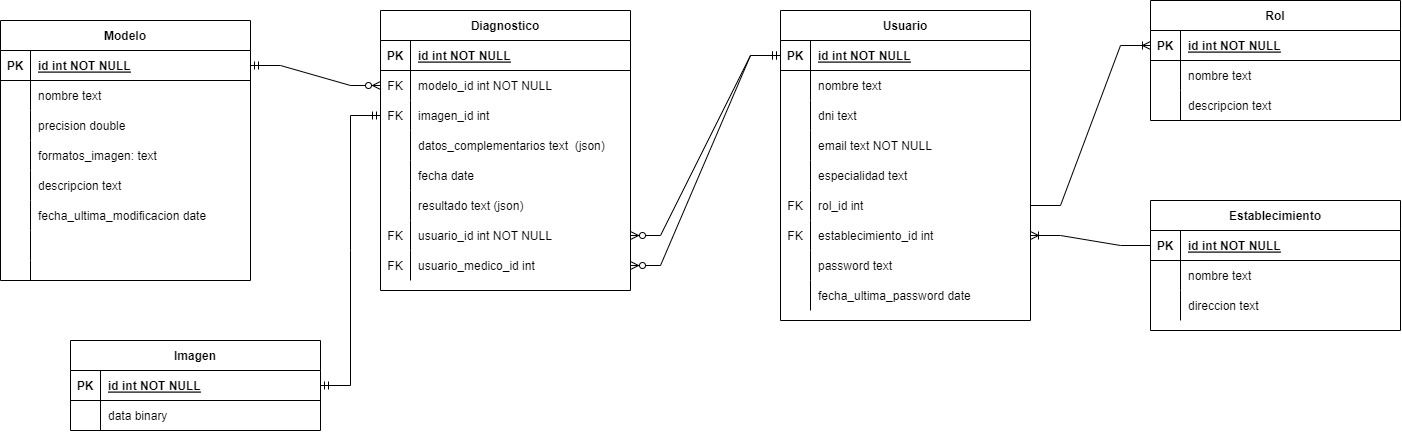 Modelo
PK id int NOT NULL
nombre text
precision double
formatos_imagen: text
descripcion text
fecha_ultima_modificacion date
Diagnostico
PK id int NOT NULL
FK modelo_id int NOT NULL
FK imagen_id int
datos_complementarios text (json)
fecha date
resultado text (json)
FK usuario_id int NOT NULL
FK usuario_medico_id int
Usuario
PK id int NOT NULL
nombre text
dni text
email text NOT NULL
especialidad text
FK rol_id int
FK establecimiento_id int
password text
fecha_ultima_password date
Rol
PK id int NOT NULL
nombre text
descripcion text
Establecimiento
PK id int NOT NULL
nombre text
direccion text
Imagen
PK id int NOT NULL
data binary